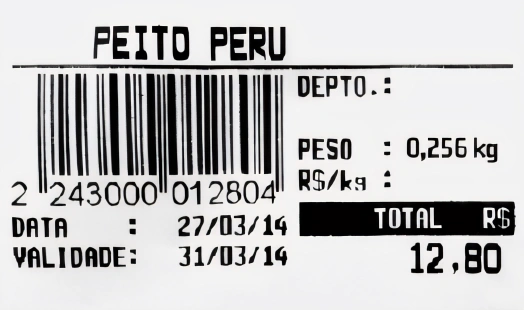 PEITO PERU
DEPTO.:
PESO : 0,256 kg
R$/kg :
2 243000 012804
DATA : 27/03/14
VALIDADE: 31/03/14
TOTAL R$
12,80